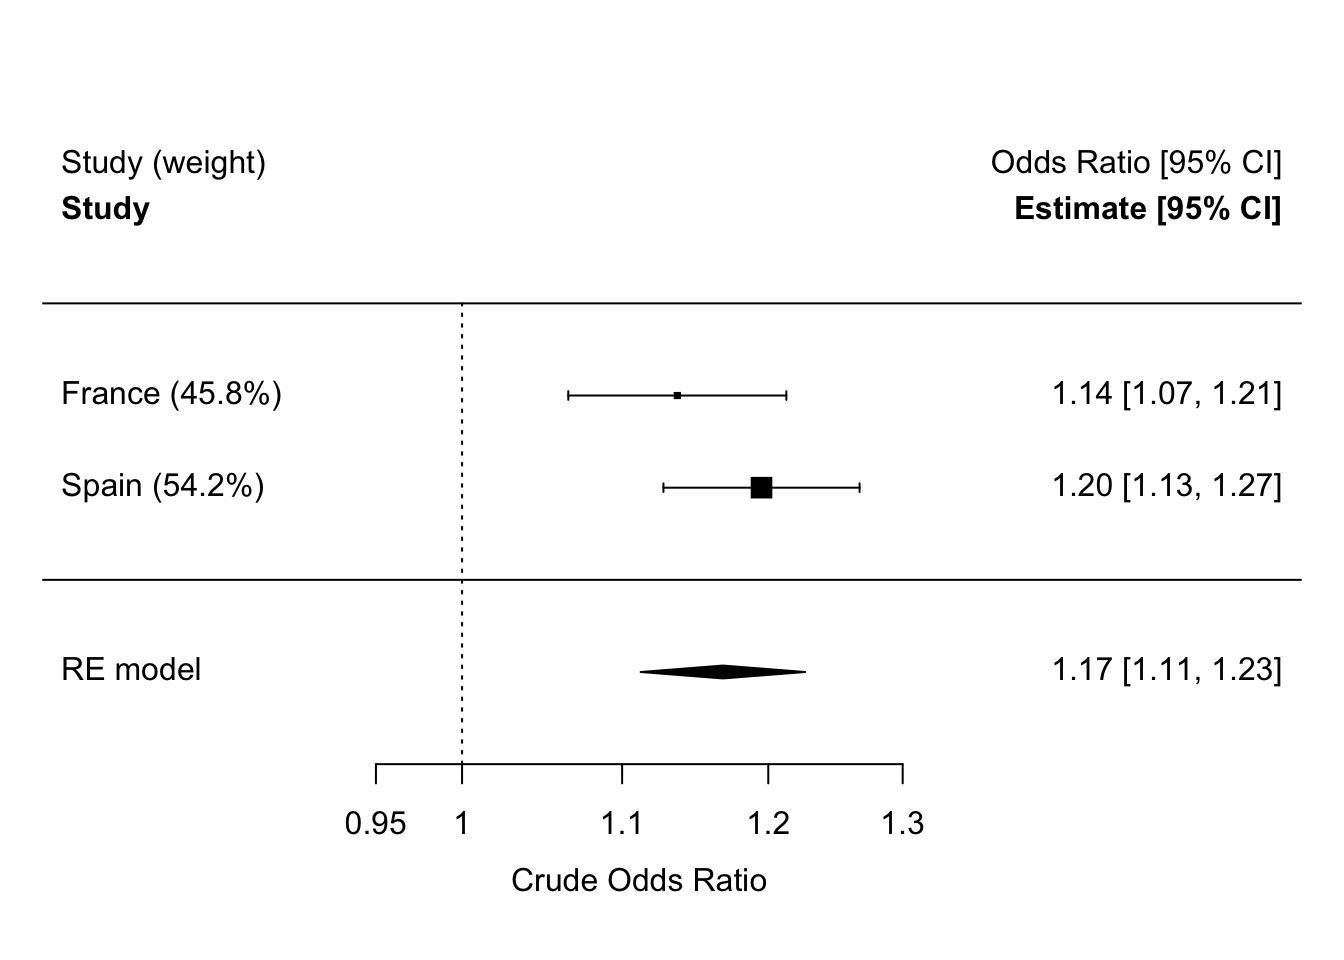 Study (weight) Odds Ratio [95% CI]
Study Estimate [95% CI]
France (45.8%) 1.14 [1.07, 1.21]
Spain (54.2%) 1.20 [1.13, 1.27]
RE model 1.17 [1.11, 1.23]
0.95 1 1.1 1.2 1.3
Crude Odds Ratio